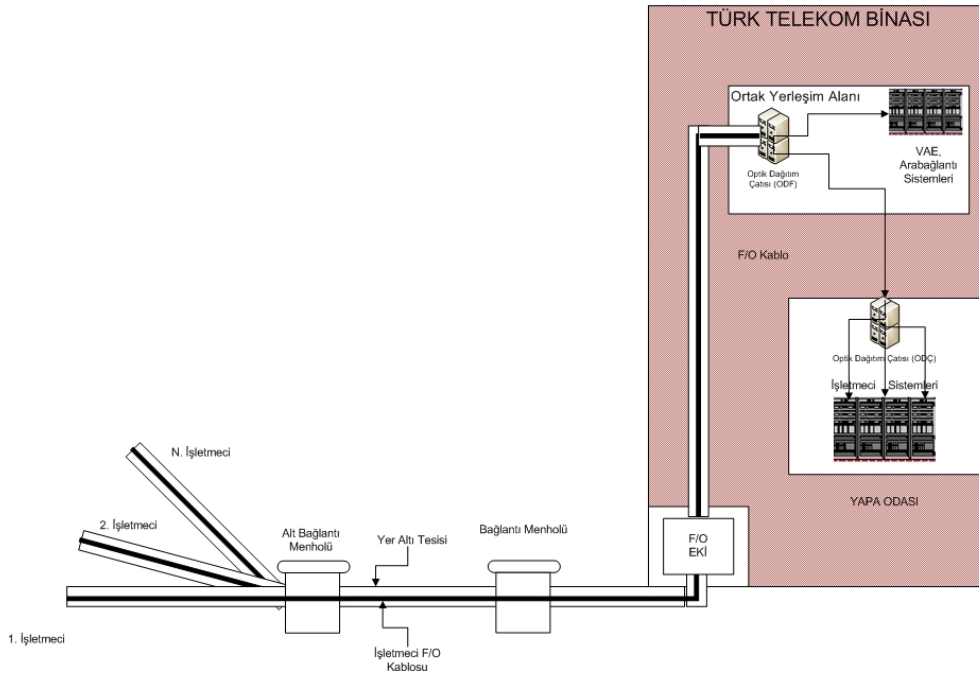 TÜRK TELEKOM BİNASI
Ortak Yerleşim Alanı
Optik Dağıtım
Çatısı (ODF)
VAE,
Arabağlantı
Sistemleri
F/O Kablo
Optik Dağıtım Çatısı (ODÇ)
İşletmeci Sistemleri
YAPA ODASI
N. İşletmeci
2. İşletmeci
Alt Bağlantı
Menholü
Yer Altı Tesisi
Bağlantı Menholü
F/O
EKİ
1. İşletmeci
İşletmeci F/O
Kablosu